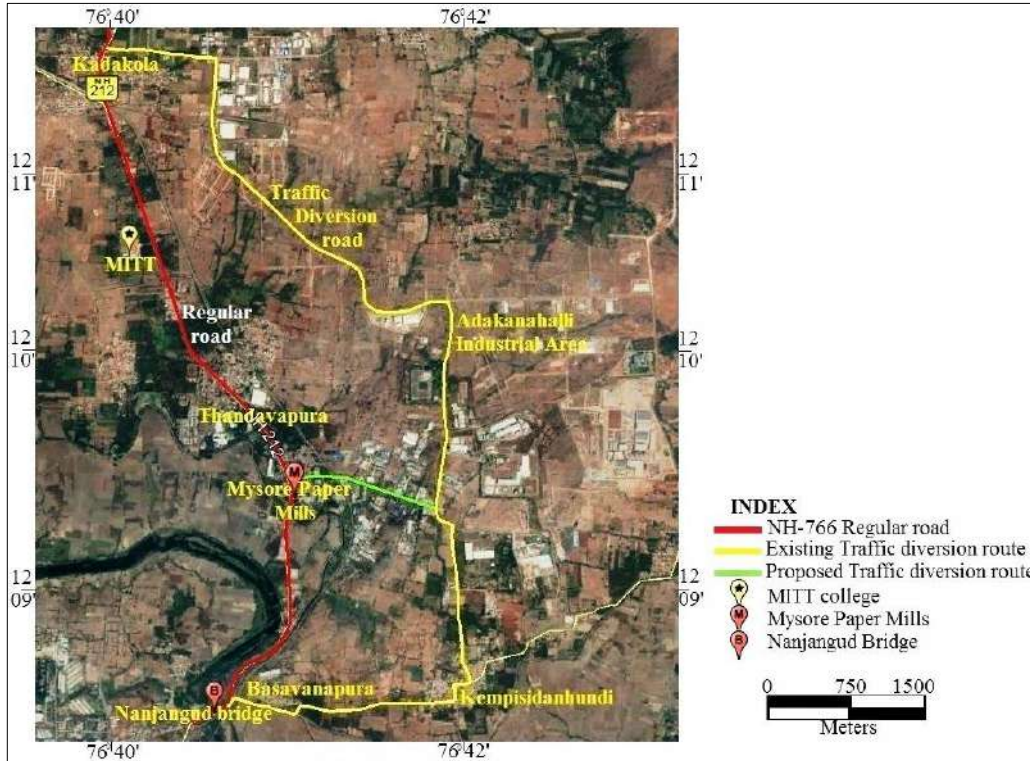 76°40' 76°42'
Kadakola
NH
212
12
11'
12
11'
Traffic
Diversion
road
MITT
Regular
road
12
10'
Adakanahalli
Industrial Area
12
10'
Thandavapura
212
M
Mysore Paper
Mills
12
09'
12
09'
B
Basavanapura
Nanjangud bridge
Kempisidanhundi
76°40' 76°42'
INDEX
NH-766 Regular road
Existing Traffic diversion route
Proposed Traffic diversion route
MITT college
M Mysore Paper Mills
B Nanjangud Bridge
0 750 1500
Meters